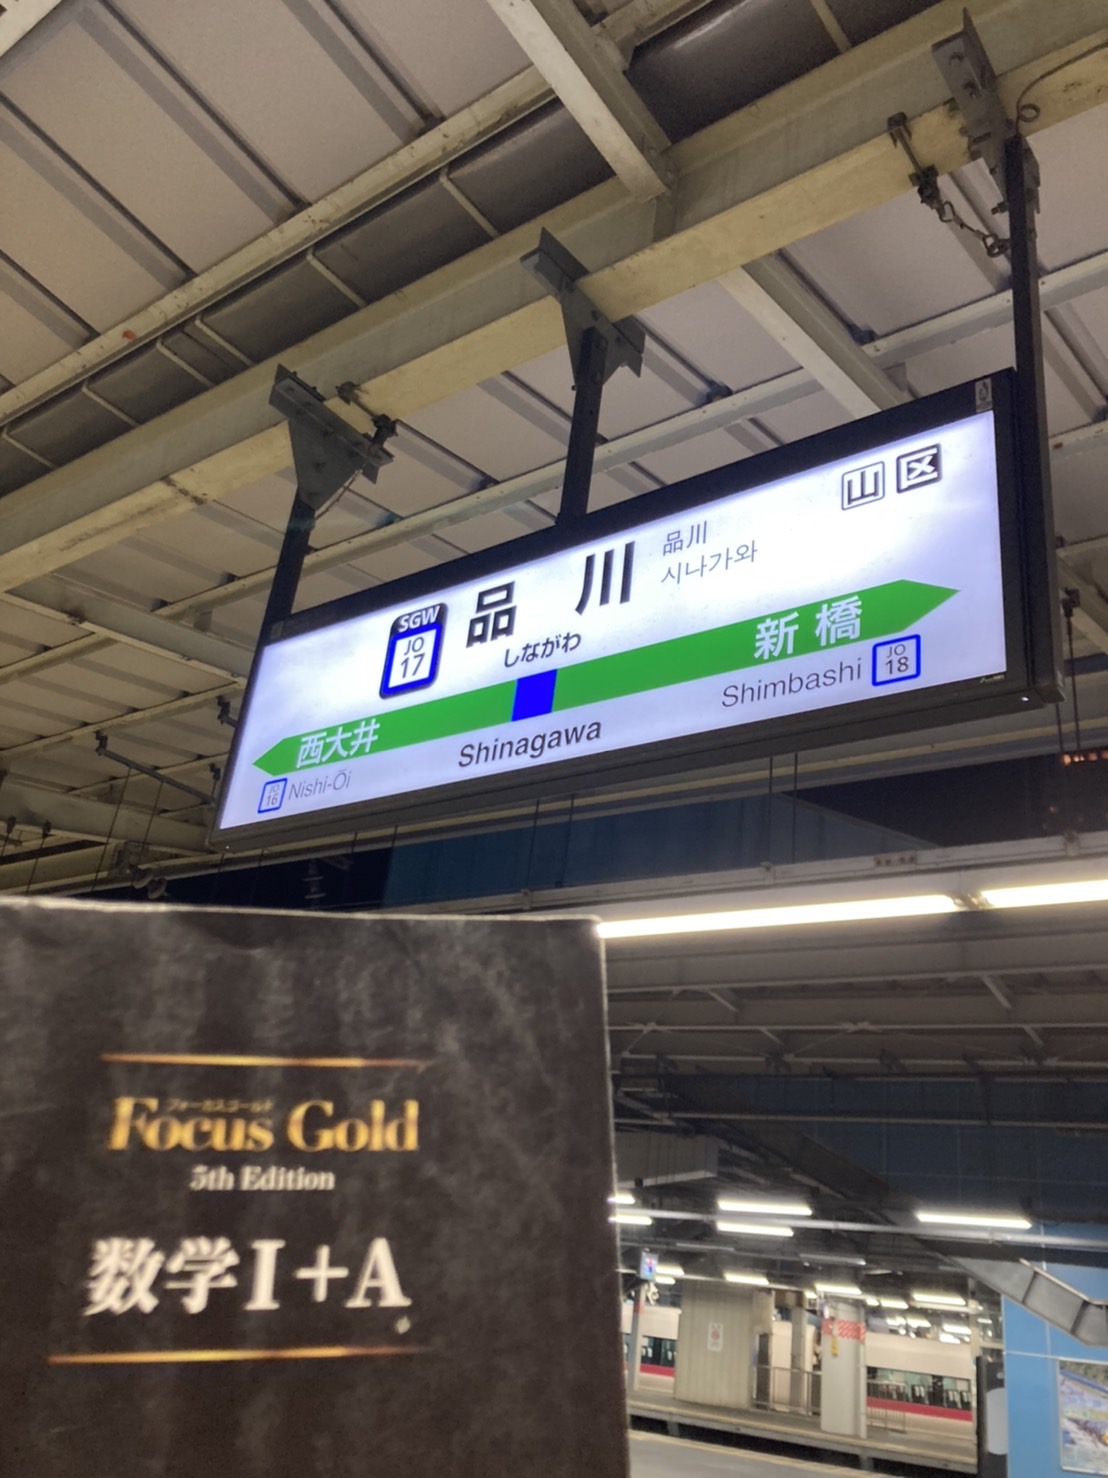 山 区
品川
品川
시나가와
SGW
JO
17
しながわ
新橋
西大井
Shinagawa
Shimbashi
JO
18
JO
16
Nishi-Ōi
フォーカスゴールド
Focus Gold
5th Edition
数学I+A